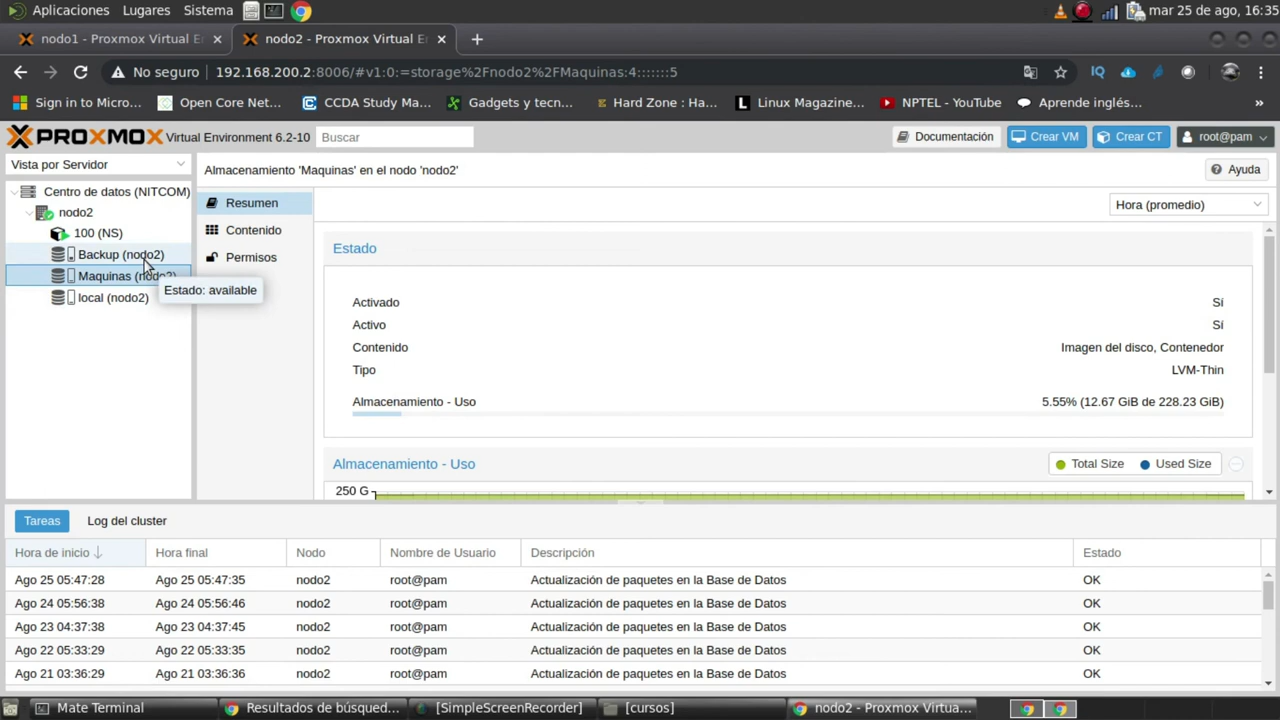 Aplicaciones Lugares Sistema mar 25 de ago, 16:35
nodo1 - Proxmox Virtual E nodo2 - Proxmox Virtual E
No seguro 192.168.200.2:8006/#v1:0:=storage%2Fnodo2%2FMaquinas:4:::::::5
Sign in to Micro... Open Core Net... CCDA Study Ma... Gadgets y tecn... Hard Zone : Ha... Linux Magazine... NPTEL - YouTube Aprende inglés... »
PROXMOX Virtual Environment 6.2-10 Buscar Documentación Crear VM Crear CT root@pam
Vista por Servidor
Almacenamiento 'Maquinas' en el nodo 'nodo2' Ayuda
Centro de datos (NITCOM)
nodo2
100 (NS)
Backup (nodo2)
Maquinas (nodo2)
local (nodo2)
Estado: available
Resumen
Contenido
Permisos
Hora (promedio)
Estado
Activado Sí
Activo Sí
Contenido Imagen del disco, Contenedor
Tipo LVM-Thin
Almacenamiento - Uso 5.55% (12.67 GiB de 228.23 GiB)
Almacenamiento - Uso Total Size Used Size
250 G
Tareas Log del cluster
Hora de inicio Hora final Nodo Nombre de Usuario Descripción Estado
Ago 25 05:47:28 Ago 25 05:47:35 nodo2 root@pam Actualización de paquetes en la Base de Datos OK
Ago 24 05:56:38 Ago 24 05:56:46 nodo2 root@pam Actualización de paquetes en la Base de Datos OK
Ago 23 04:37:38 Ago 23 04:37:45 nodo2 root@pam Actualización de paquetes en la Base de Datos OK
Ago 22 05:33:29 Ago 22 05:33:35 nodo2 root@pam Actualización de paquetes en la Base de Datos OK
Ago 21 03:36:29 Ago 21 03:36:36 nodo2 root@pam Actualización de paquetes en la Base de Datos OK
Mate Terminal Resultados de búsqued... [SimpleScreenRecorder] [cursos] nodo2 - Proxmox Virtua...